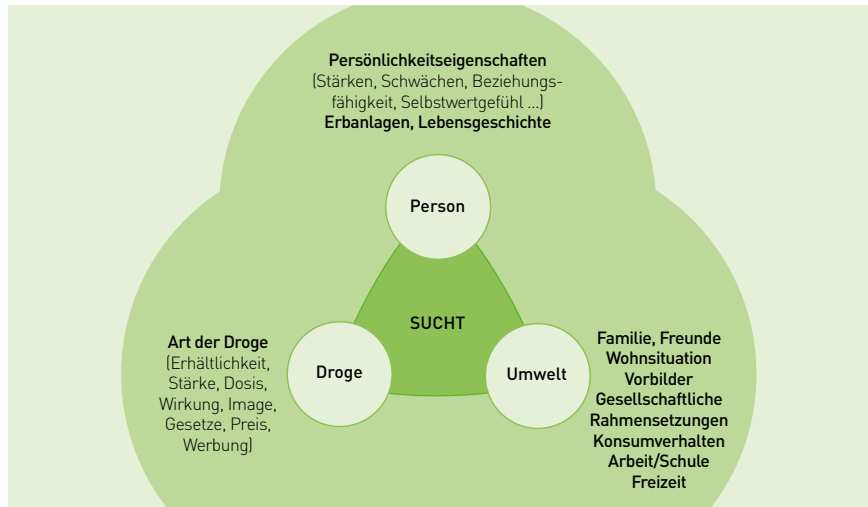 Persönlichkeitseigenschaften
(Stärken, Schwächen, Beziehungs-
fähigkeit, Selbstwertgefühl ...)
Erbanlagen, Lebensgeschichte
Person
SUCHT
Art der Droge
(Erhältlichkeit,
Stärke, Dosis,
Wirkung, Image,
Gesetze, Preis,
Werbung)
Droge
Umwelt
Familie, Freunde
Wohnsituation
Vorbilder
Gesellschaftliche
Rahmensetzungen
Konsumverhalten
Arbeit/Schule
Freizeit